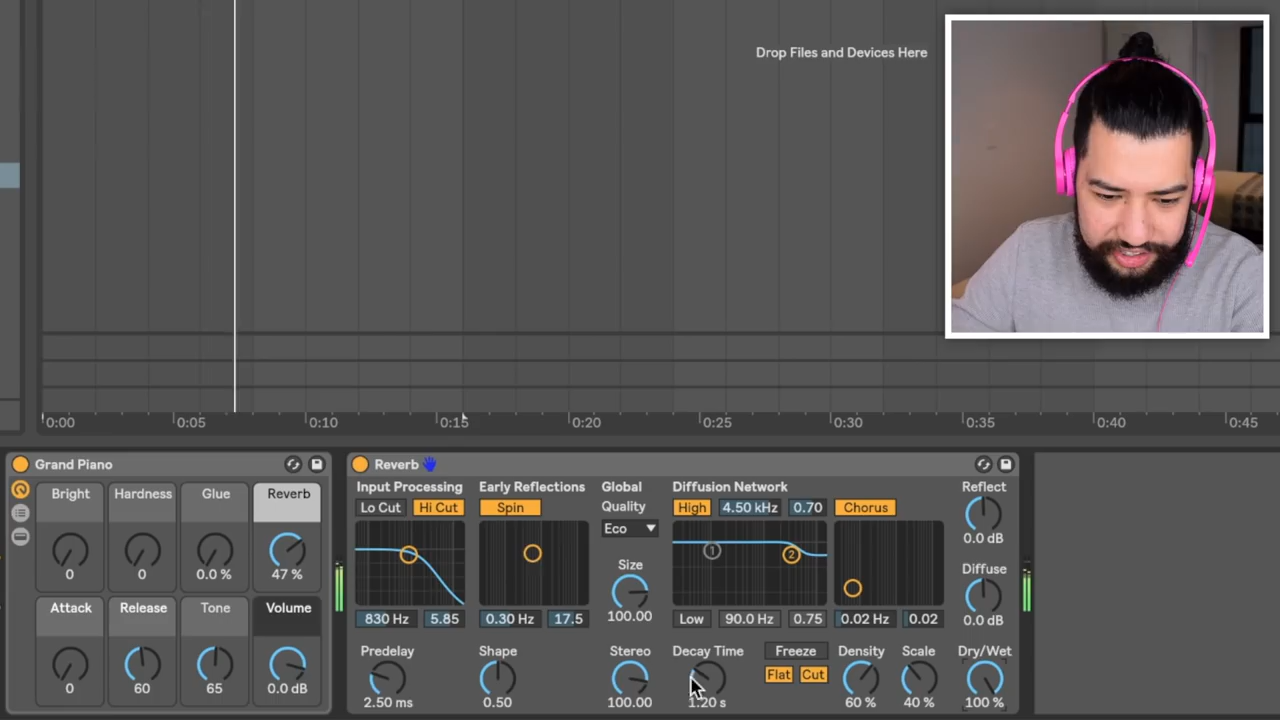 Drop Files and Devices Here
0:00 0:05 0:10 0:15 0:20 0:25 0:30 0:35 0:40 0:45
Grand Piano
Bright Hardness Glue Reverb
0 0 0.0 % 47 %
Attack Release Tone Volume
0 60 65 0.0 dB
Reverb
Input Processing Early Reflections Global Diffusion Network Reflect
Lo Cut Hi Cut Spin Quality High 4.50 kHz 0.70 Chorus
Eco
0.0 dB
Size Diffuse
100.00
830 Hz 5.85 0.30 Hz 17.5 Low 90.0 Hz 0.75 0.02 Hz 0.02 0.0 dB
1 2
Predelay Shape Stereo Decay Time Freeze Density Scale Dry/Wet
Flat Cut
2.50 ms 0.50 100.00 1.20 s 60 % 40 % 100 %